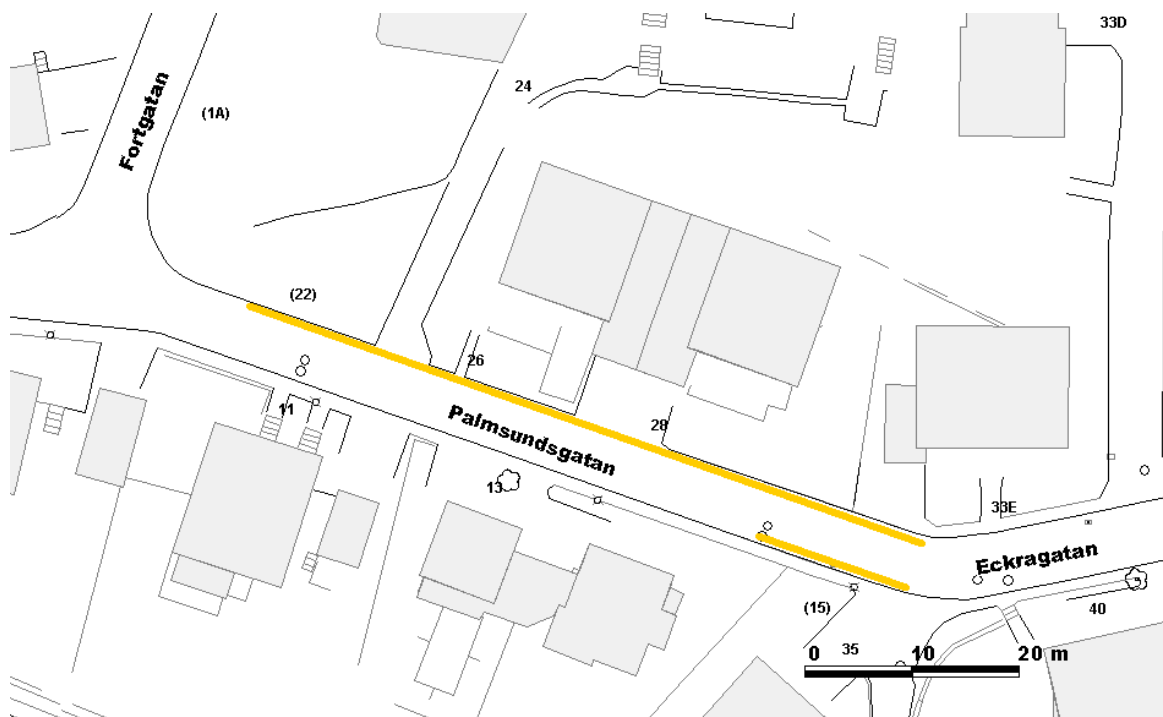 33D
24
(1A)
Fortgatan
(22)
26
11
Palmsundsgatan
28
13
33E
Eckragatan
(15)
40
35
0 10 20 m